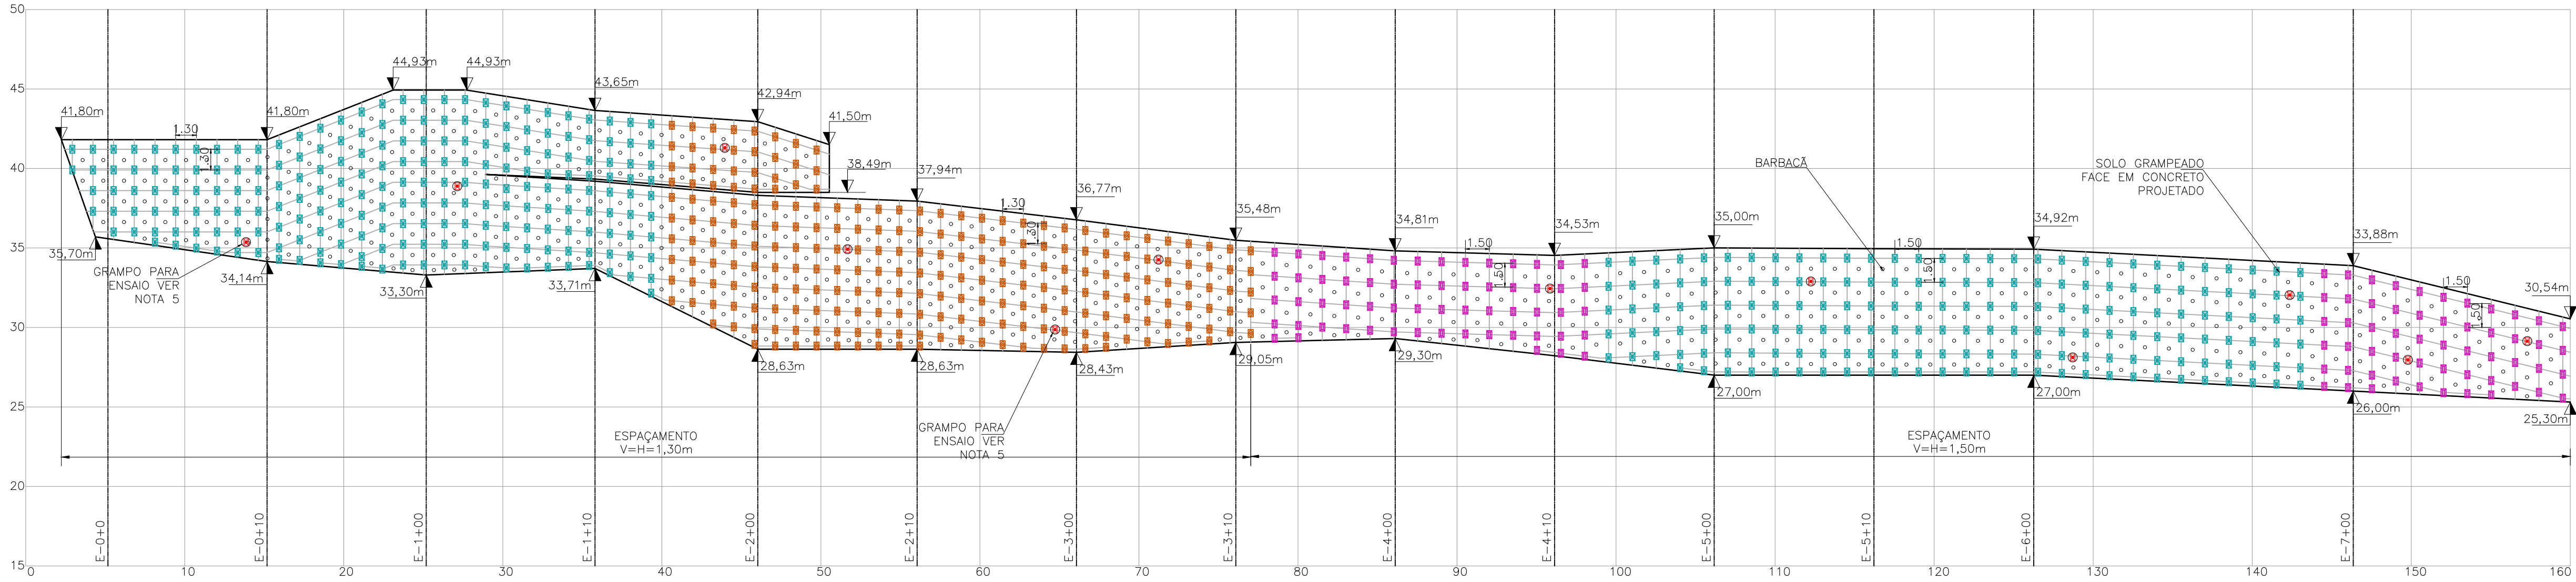 50
45
40
35
30
25
20
15
44,93m
44,93m
43,65m
42,94m
41,80m
41,80m
41,50m
1.30
1.30
38,49m
37,94m
36,77m
35,48m
34,81m
34,53m
35,00m
34,92m
33,88m
30,54m
1.30
1.30
1.50
1.50
1.50
1.50
1.50
1.50
BARBACÃ
SOLO GRAMPEADO
FACE EM CONCRETO
PROJETADO
35,70m
GRAMPO PARA
ENSAIO VER
NOTA 5
34,14m
33,30m
33,71m
28,63m
28,63m
28,43m
29,05m
29,30m
27,00m
27,00m
26,00m
25,30m
GRAMPO PARA
ENSAIO VER
NOTA 5
ESPAÇAMENTO
V=H=1,30m
ESPAÇAMENTO
V=H=1,50m
E-0+0
E-0+10
E-1+00
E-1+10
E-2+00
E-2+10
E-3+00
E-3+10
E-4+00
E-4+10
E-5+00
E-5+10
E-6+00
E-7+00
0
10
20
30
40
50
60
70
80
90
100
110
120
130
140
150
160